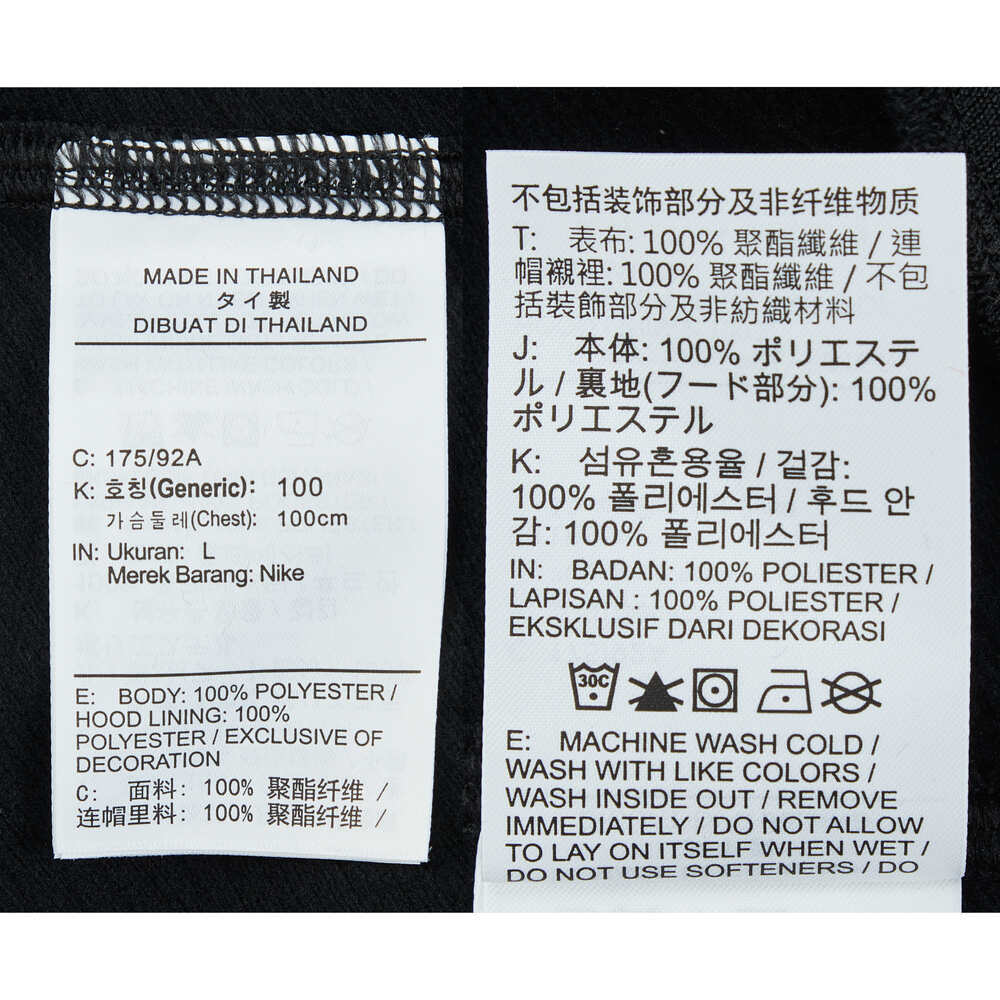 MADE IN THAILAND
タイ製
DIBUAT DI THAILAND
C: 175/92A
K: 호칭(Generic): 100
가슴둘레(Chest): 100cm
IN: Ukuran: L
Merek Barang: Nike
E: BODY: 100% POLYESTER /
HOOD LINING: 100%
POLYESTER / EXCLUSIVE OF
DECORATION
C: 面料: 100% 聚酯纤维 /
连帽里料: 100% 聚酯纤维 /
不包括装饰部分及非纤维物质
T: 表布: 100% 聚酯纖維 / 連
帽襯裡: 100% 聚酯纖維 / 不包
括裝飾部分及非紡織材料
J: 本体: 100% ポリエステ
ル / 裏地(フード部分): 100%
ポリエステル
K: 섬유혼용율 / 겉감:
100% 폴리에스터 / 후드 안
감: 100% 폴리에스터
IN: BADAN: 100% POLIESTER /
LAPISAN : 100% POLIESTER /
EKSKLUSIF DARI DEKORASI
30C
E: MACHINE WASH COLD /
WASH WITH LIKE COLORS /
WASH INSIDE OUT / REMOVE
IMMEDIATELY / DO NOT ALLOW
TO LAY ON ITSELF WHEN WET /
DO NOT USE SOFTENERS / DO